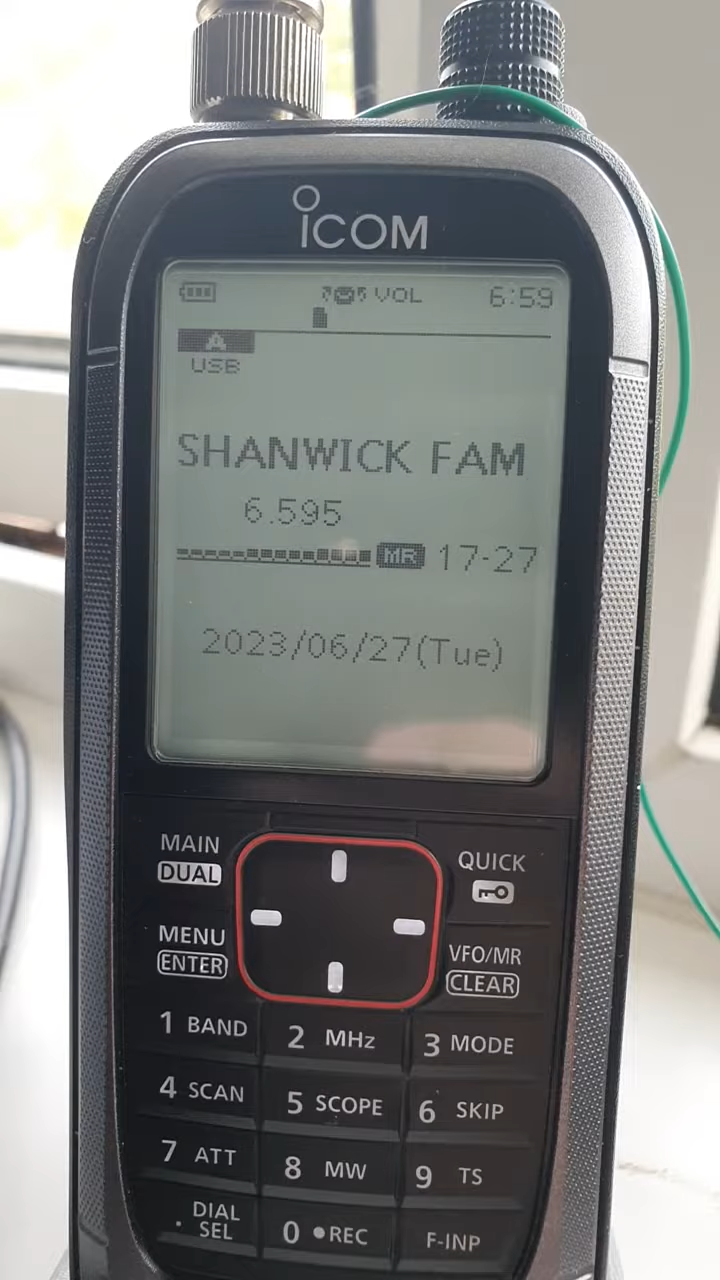 ICOM
VOL 6:59
A
USB
SHANWICK FAM
6.595
MR 17-27
2023/06/27(Tue)
MAIN
DUAL
QUICK
MENU
ENTER
VFO/MR
CLEAR
1 BAND 2 MHz 3 MODE
4 SCAN 5 SCOPE 6 SKIP
7 ATT 8 MW 9 TS
. DIAL SEL 0 ●REC F-INP